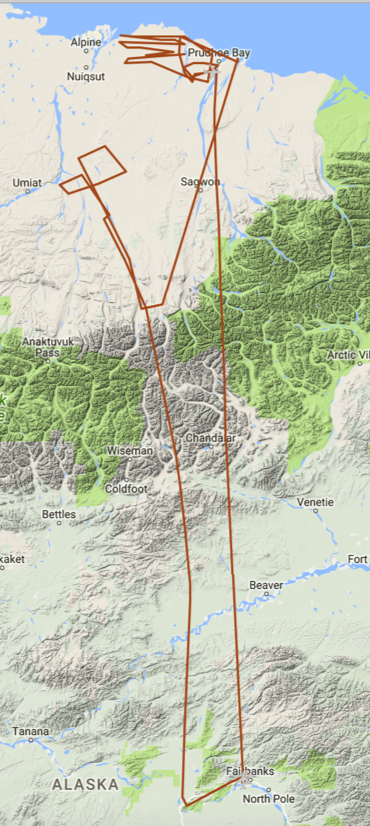 Alpine
Prudhoe Bay
Nuiqsut
Umiat
Sagwon
Anaktuvuk
Pass
Arctic Vil
k
e
Wiseman
Chandalar
Coldfoot
Bettles
Venetie
kaket
Fort
Beaver
Tanana
ALASKA
Fairbanks
North Pole